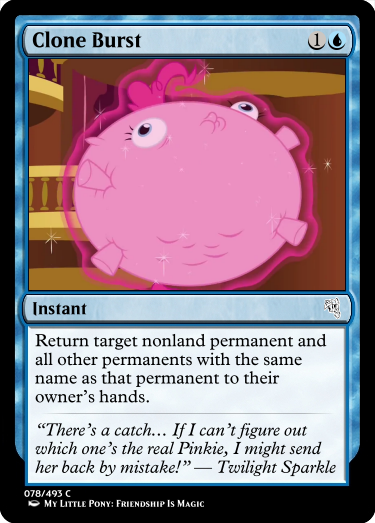 Clone Burst 1
Instant
Return target nonland permanent and
all other permanents with the same
name as that permanent to their
owner's hands.
“There's a catch… If I can't figure out
which one's the real Pinkie, I might send
her back by mistake!” — Twilight Sparkle
078/493 C
My Little Pony: Friendship Is Magic